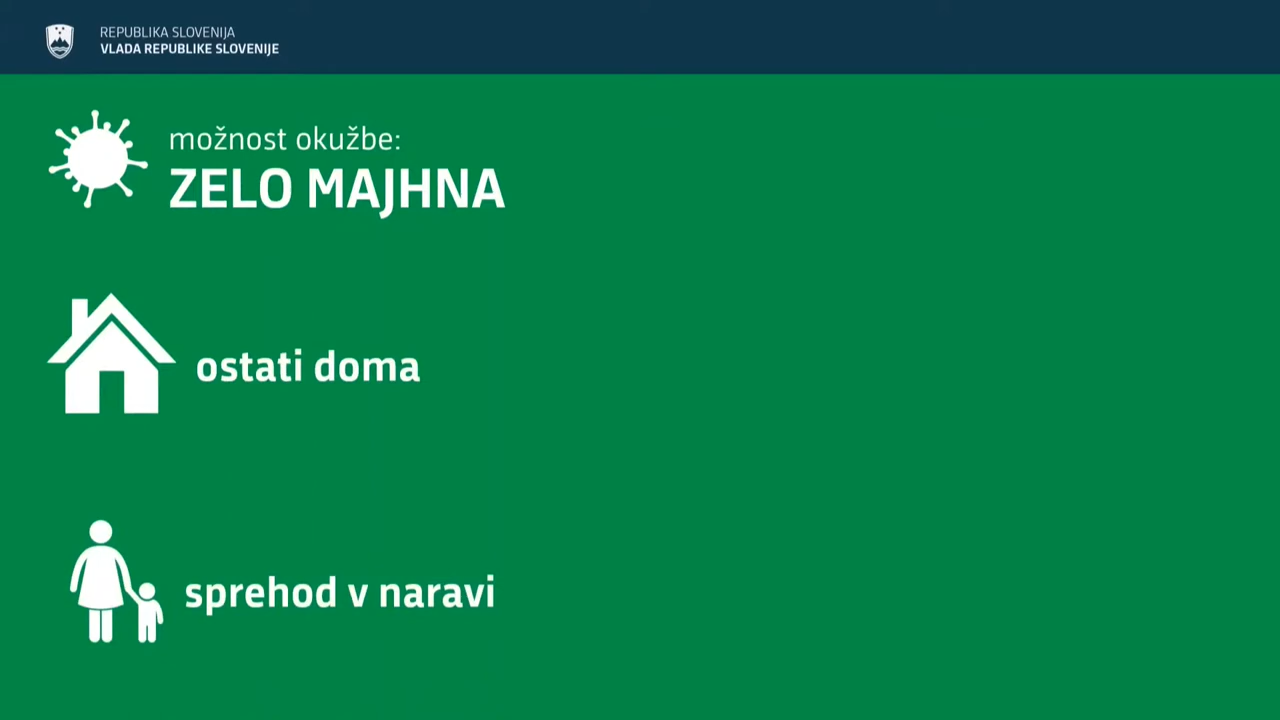 REPUBLIKA SLOVENIJA
VLADA REPUBLIKE SLOVENIJE
možnost okužbe:
ZELO MAJHNA
ostati doma
sprehod v naravi